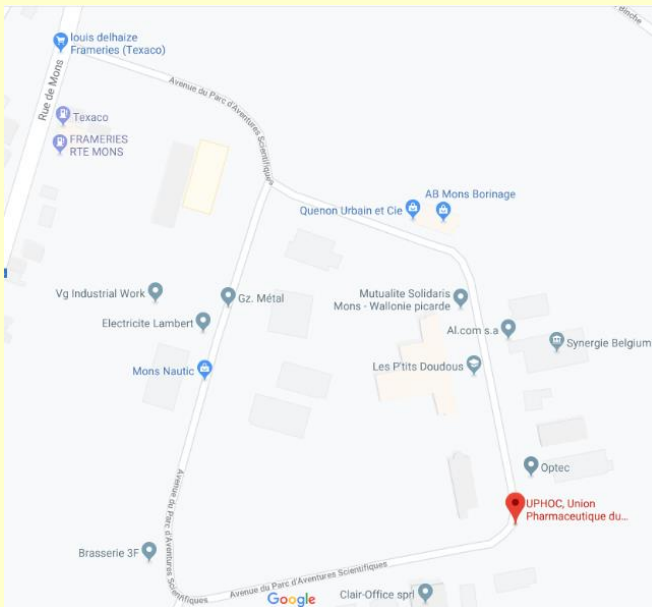 louis delhaize
Frameries (Texaco)
Binche
Rue de Mons
Avenue du Parc d'Aventures Scientifiques
Texaco
FRAMERIES
RTE MONS
AB Mons Borinage
Quenon Urbain et Cie
Vg Industrial Work
Gz. Métal
Mutualite Solidaris
Mons - Wallonie picarde
Electricite Lambert
Al.com s.a
Synergie Belgium
Mons Nautic
Les P'tits Doudous
Optec
Avenue du Parc d'Aventures Scientifiques
UPHOC, Union
Pharmaceutique du...
Brasserie 3F
Avenue du Parc d'Aventures Scientifiques
Google
Clair-Office sprl